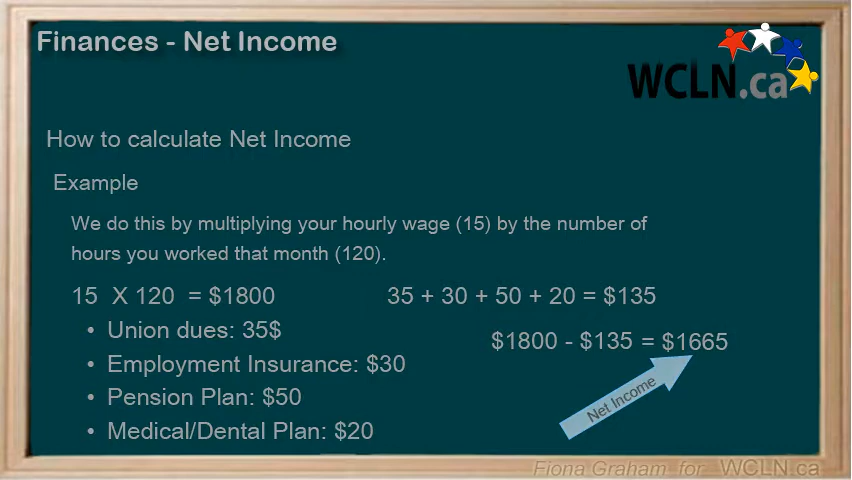 Finances - Net Income
WCLN.ca
How to calculate Net Income
Example
We do this by multiplying your hourly wage (15) by the number of
hours you worked that month (120).
15 X 120 = $1800
35 + 30 + 50 + 20 = $135
• Union dues: 35$
$1800 - $135 = $1665
• Employment Insurance: $30
Net Income
• Pension Plan: $50
• Medical/Dental Plan: $20
Fiona Graham for WCLN.ca